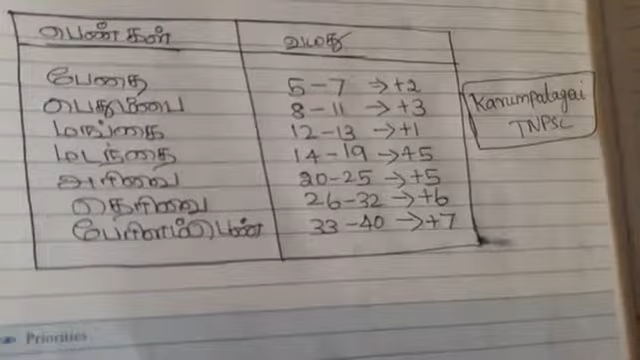 பெண்கள் வயது
பேதை 5-7 →+2
பெதும்பை 8-11 →+3
மங்கை 12-13 →+1
மடந்தை 14-19 →+5
அரிவை 20-25 →+5
தெரிவை 26-32 →+6
பேரிளம்பெண் 33-40 →+7
Karumpalagai
TNPSC
Priorities